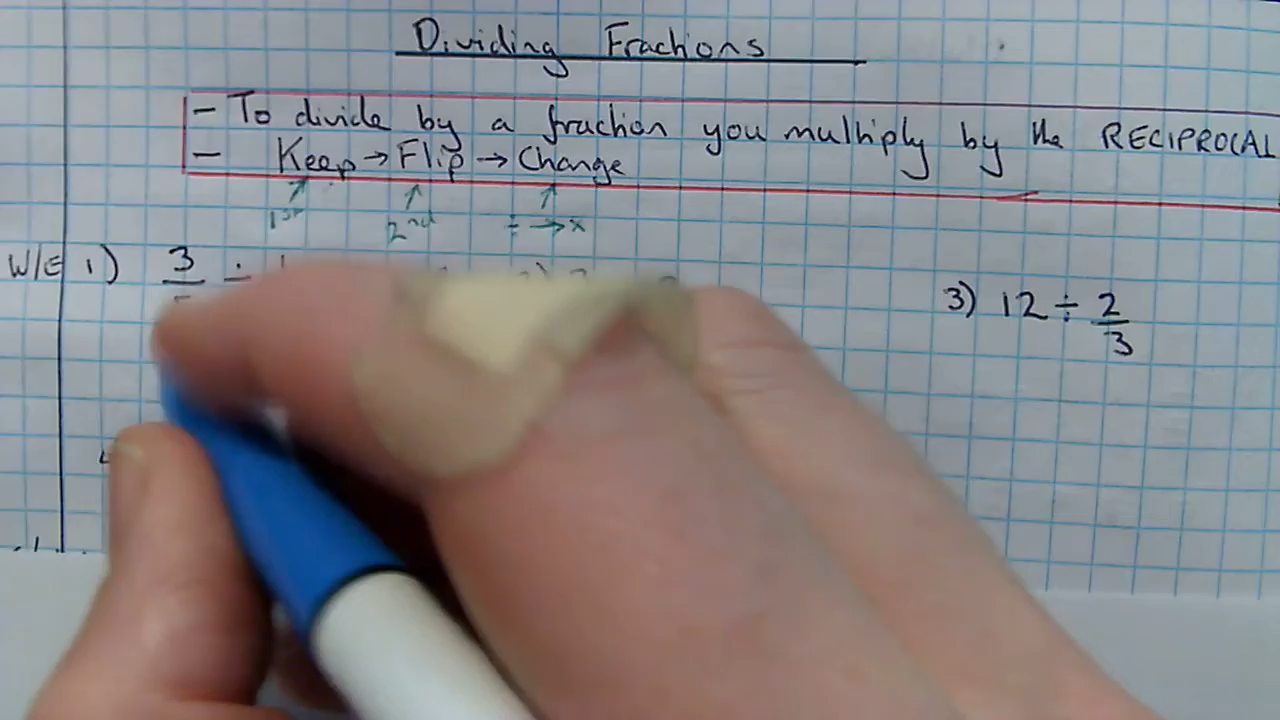 Dividing Fractions
- To divide by a fraction you multiply by the RECIPROCAL
- Keep → Flip → Change
1st 2nd ÷ → x
W/E 1) 3 ÷
3) 12 ÷ 2/3